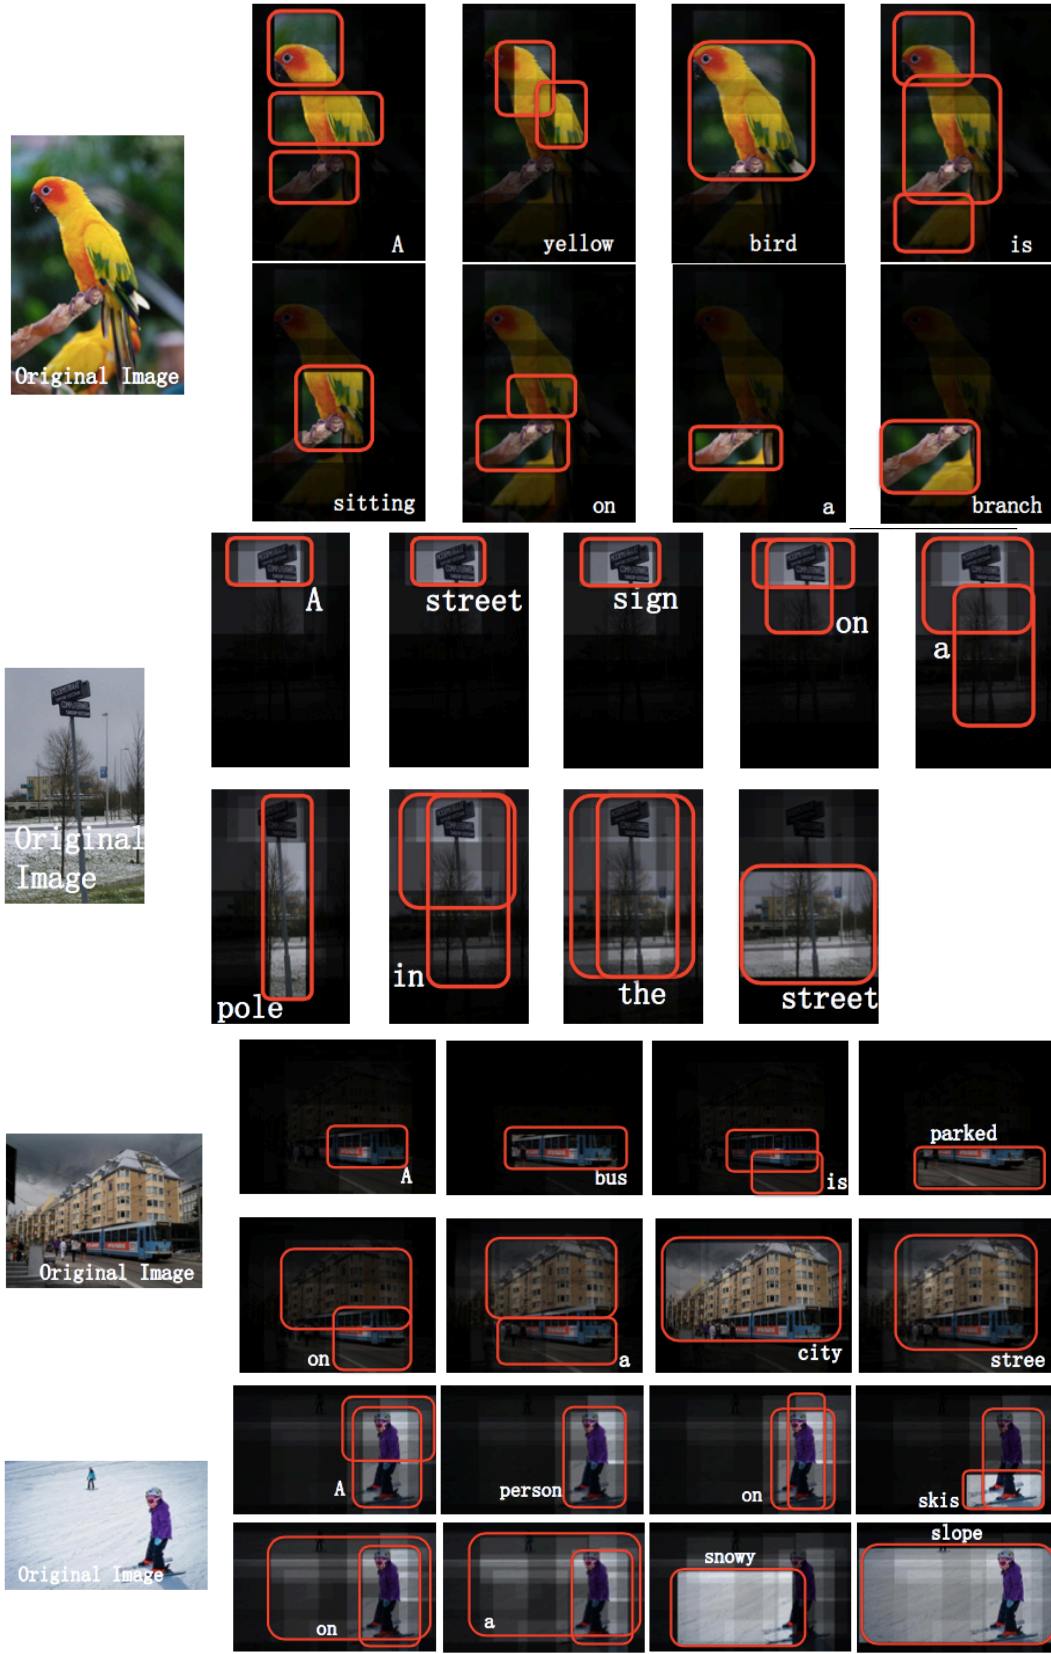 A
yellow
bird
is
Original Image
sitting
on
a
branch
A
street
sign
on
a
Original
Image
pole
in
the
street
A
bus
is
parked
Original Image
on
a
city
stree
A
person
on
skis
Original Image
on
a
snowy
slope